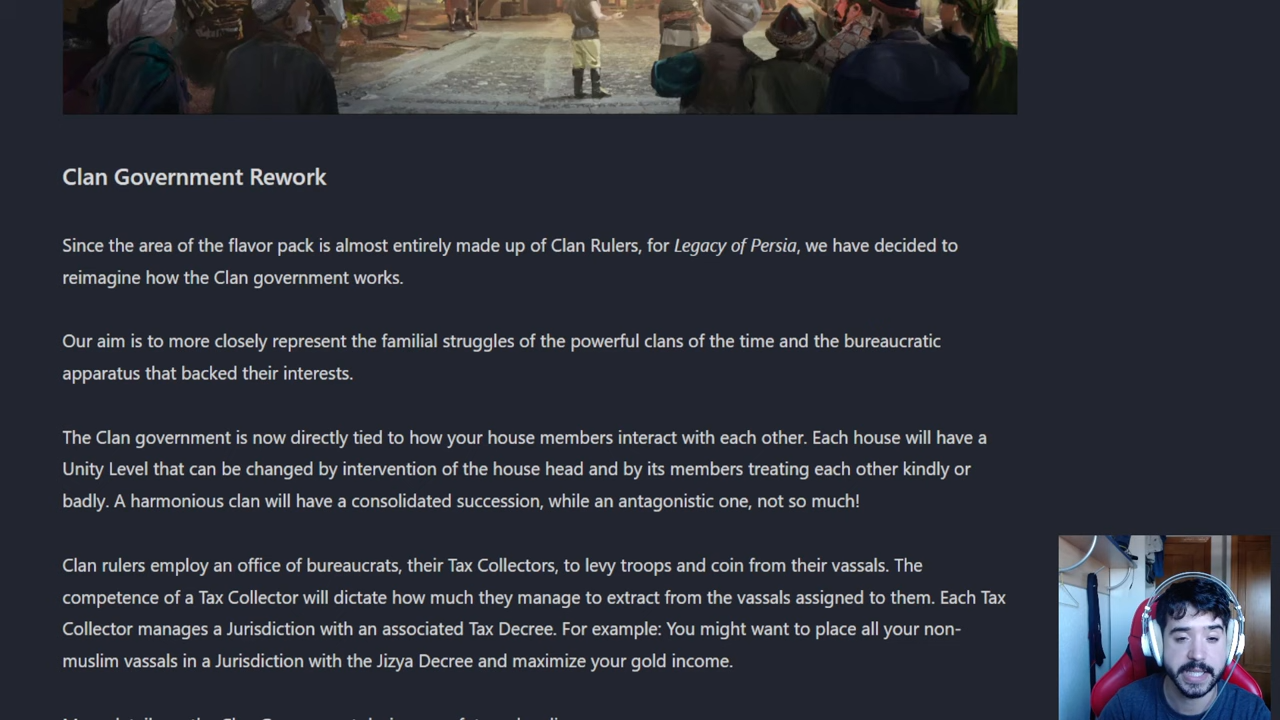 Clan Government Rework
Since the area of the flavor pack is almost entirely made up of Clan Rulers, for Legacy of Persia, we have decided to
reimagine how the Clan government works.
Our aim is to more closely represent the familial struggles of the powerful clans of the time and the bureaucratic
apparatus that backed their interests.
The Clan government is now directly tied to how your house members interact with each other. Each house will have a
Unity Level that can be changed by intervention of the house head and by its members treating each other kindly or
badly. A harmonious clan will have a consolidated succession, while an antagonistic one, not so much!
Clan rulers employ an office of bureaucrats, their Tax Collectors, to levy troops and coin from their vassals. The
competence of a Tax Collector will dictate how much they manage to extract from the vassals assigned to them. Each Tax
Collector manages a Jurisdiction with an associated Tax Decree. For example: You might want to place all your non-
muslim vassals in a Jurisdiction with the Jizya Decree and maximize your gold income.